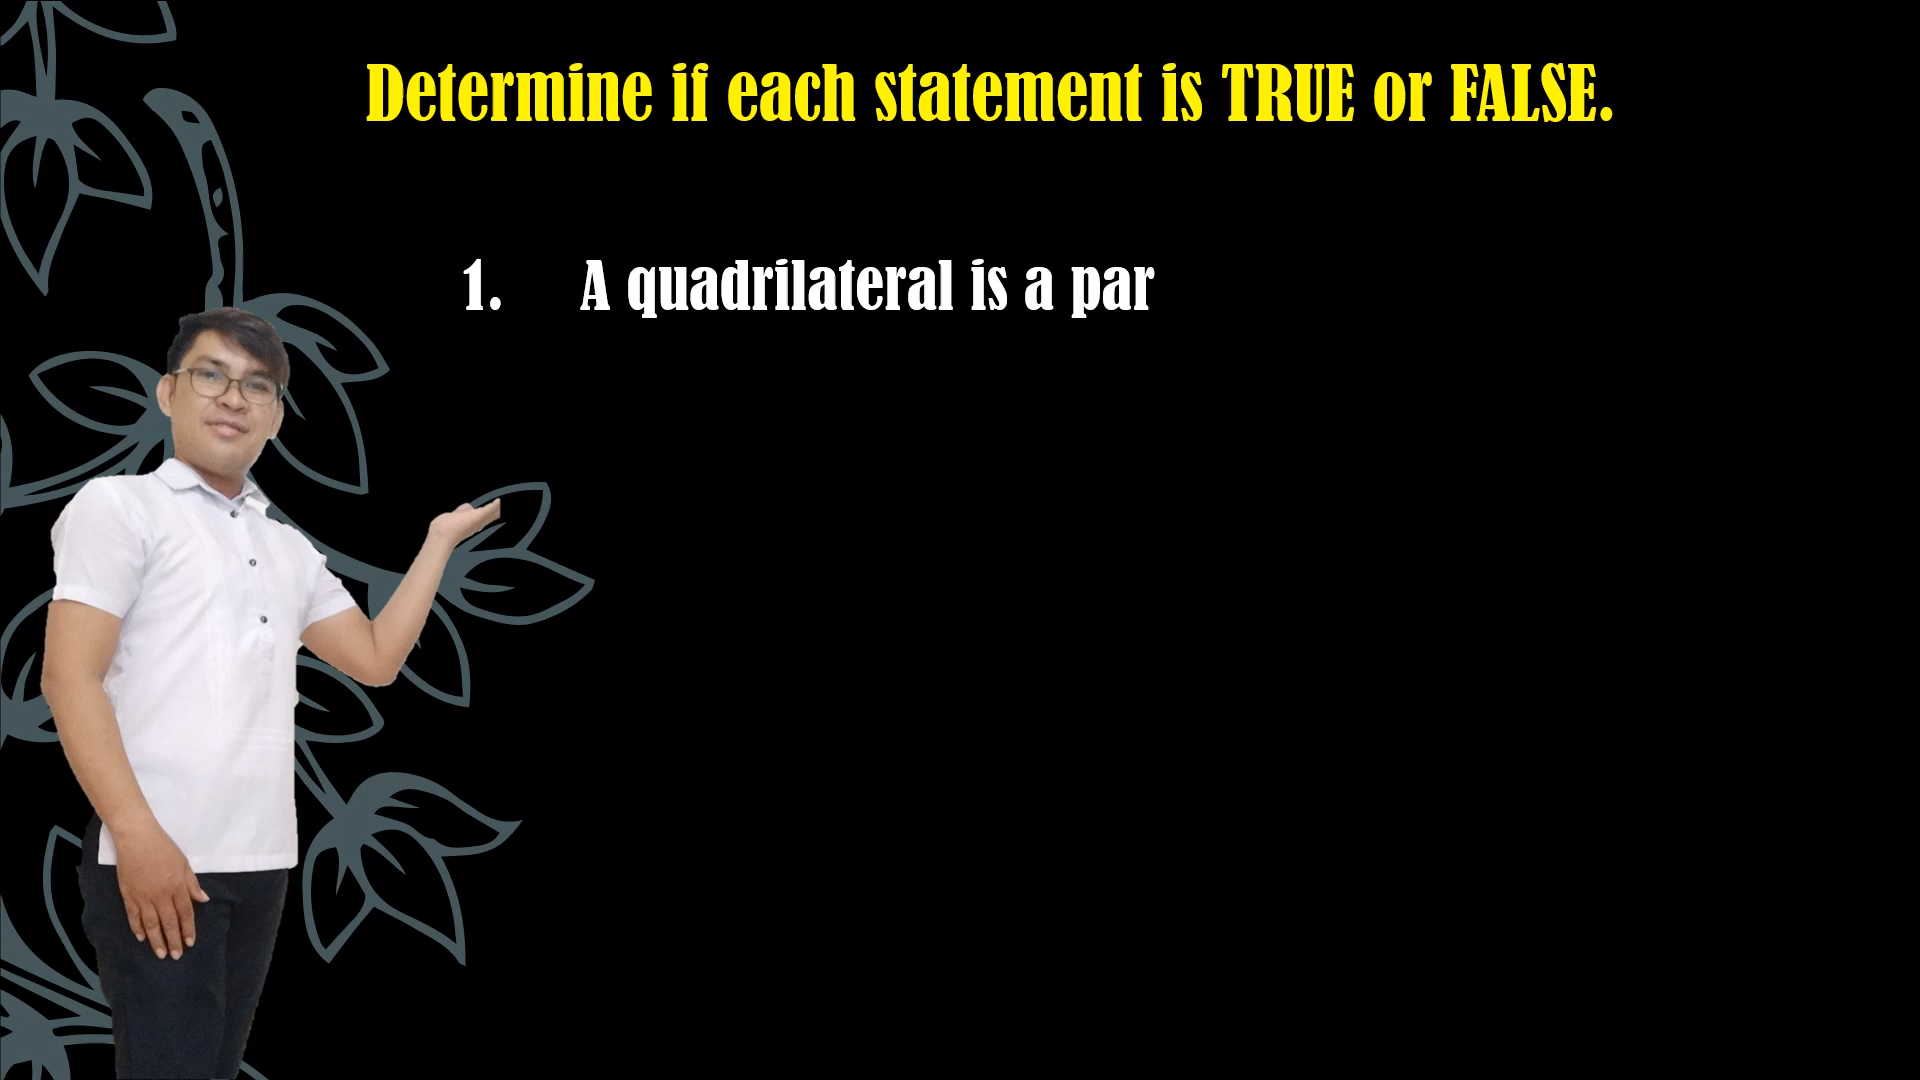 Determine if each statement is TRUE or FALSE.
1. A quadrilateral is a par